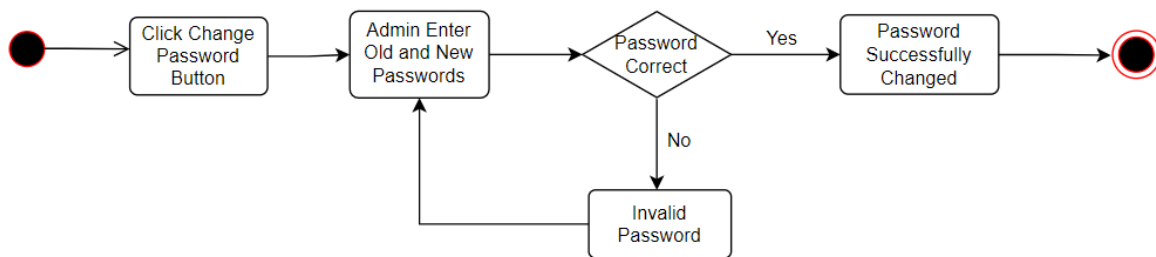 Click Change
Password
Button
Admin Enter
Old and New
Passwords
Password
Correct
Yes
Password
Successfully
Changed
No
Invalid
Password